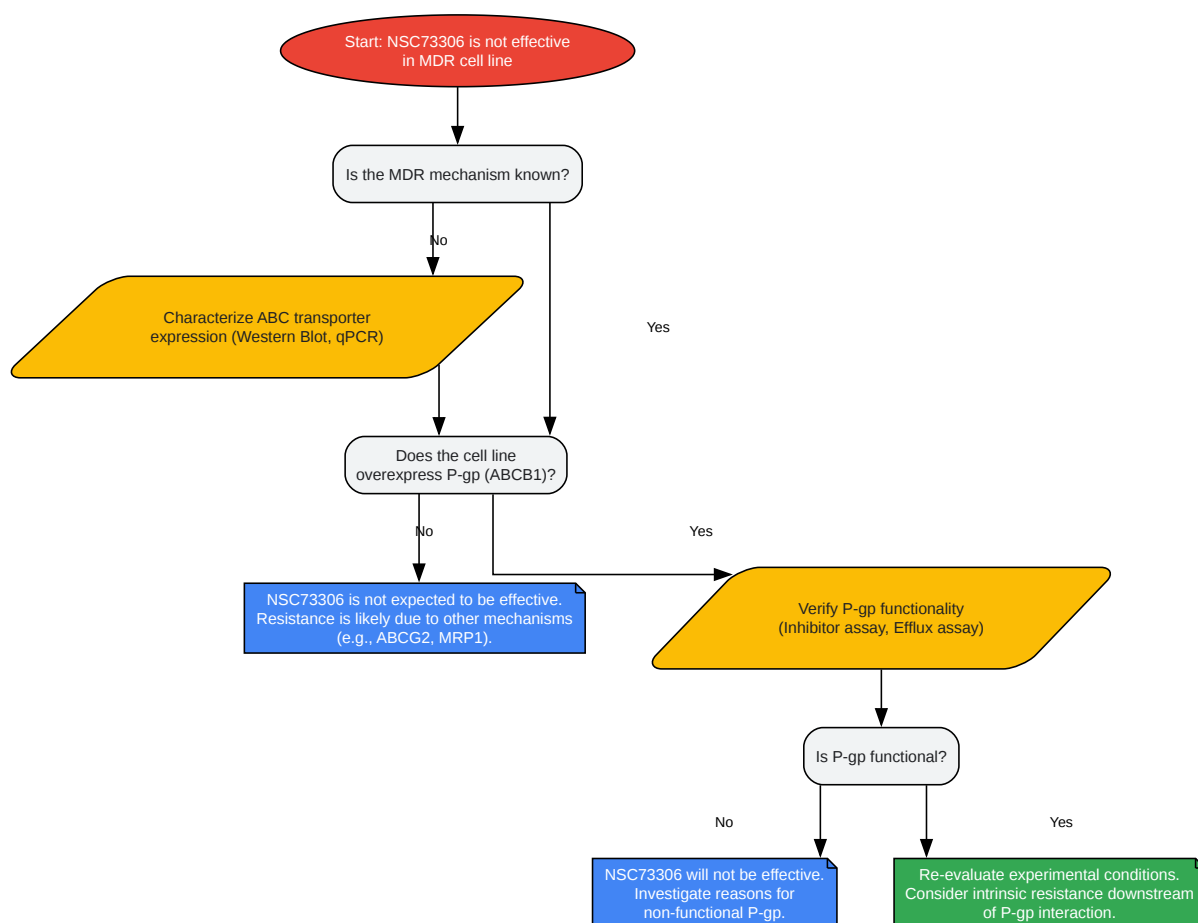 Start: NSC73306 is not effective
in MDR cell line
Is the MDR mechanism known?
No
Characterize ABC transporter
expression (Western Blot, qPCR)
Yes
Does the cell line
overexpress P-gp (ABCB1)?
No
Yes
NSC73306 is not expected to be effective.
Resistance is likely due to other mechanisms
(e.g., ABCG2, MRP1).
Verify P-gp functionality
(Inhibitor assay, Efflux assay)
Is P-gp functional?
No
Yes
NSC73306 will not be effective.
Investigate reasons for
non-functional P-gp.
Re-evaluate experimental conditions.
Consider intrinsic resistance downstream
of P-gp interaction.